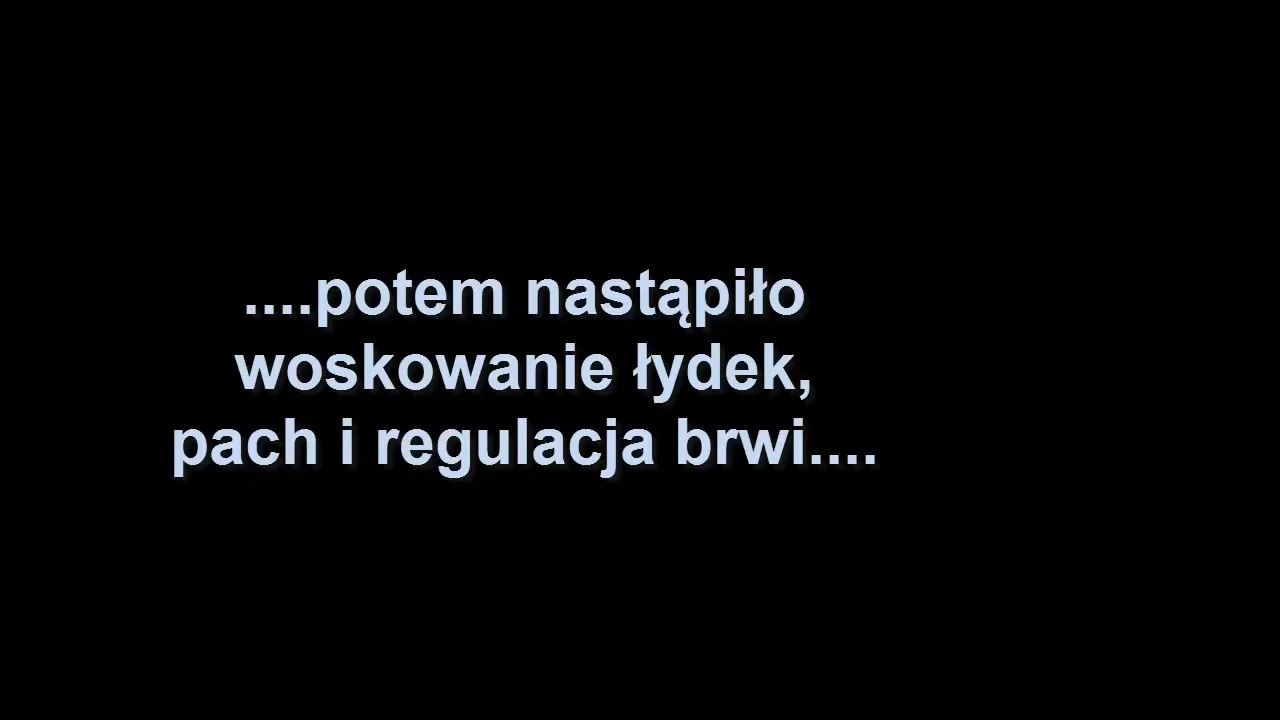 ....potem nastąpiło
woskowanie łydek,
pach i regulacja brwi....